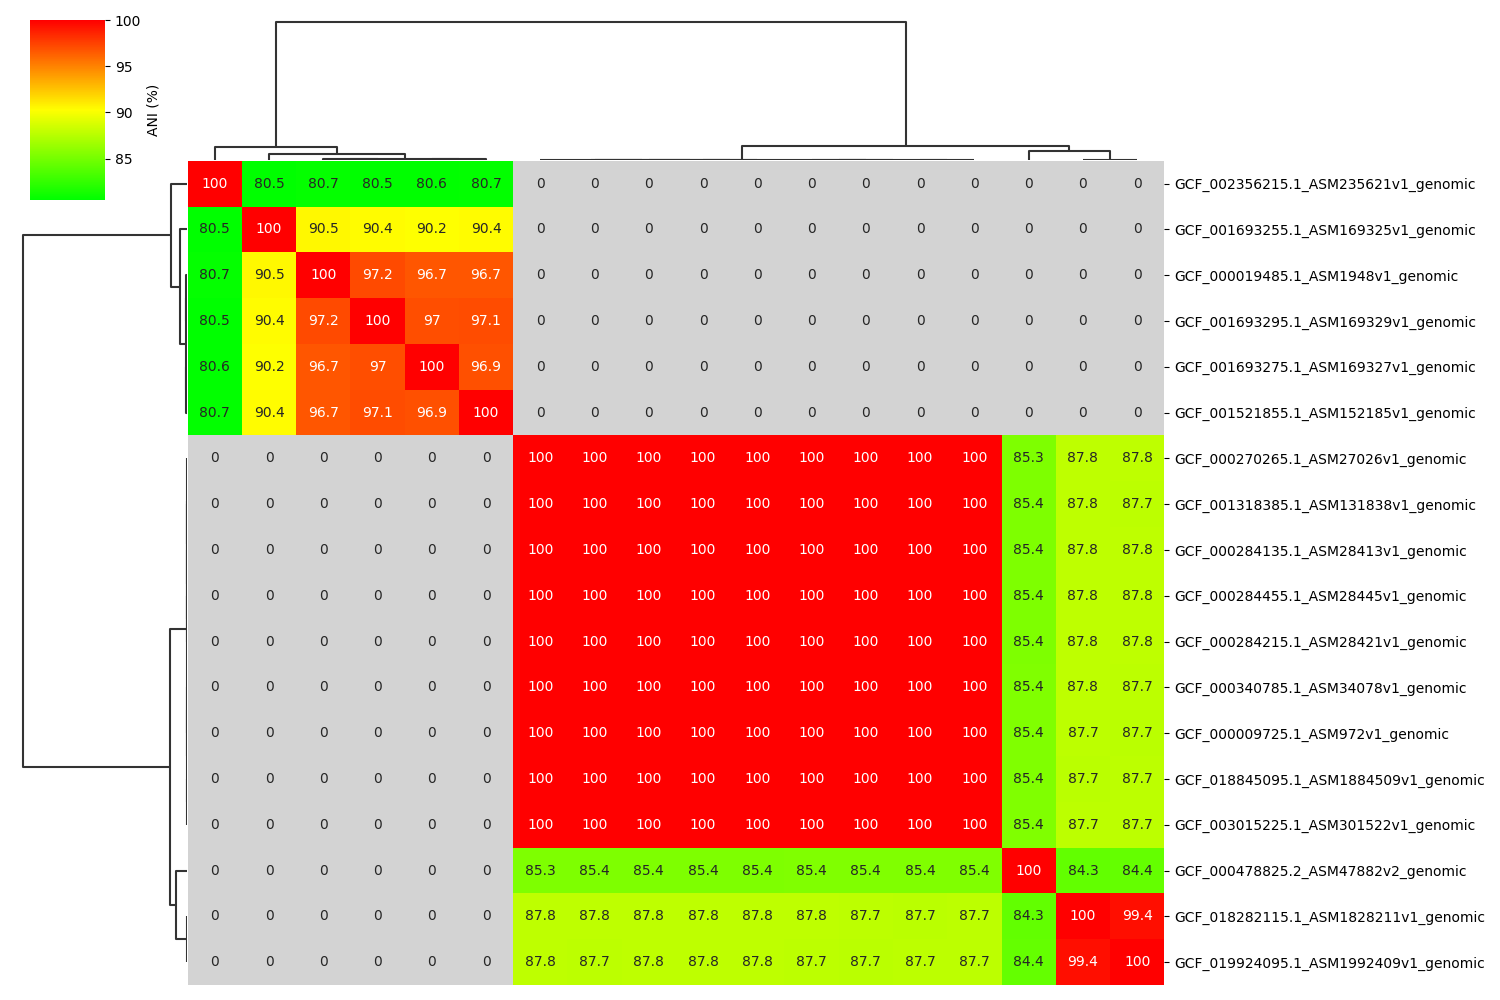 100
95
90
85
ANI (%)
100 80.5 80.7 80.5 80.6 80.7 0 0 0 0 0 0 0 0 0 0 0 0 GCF_002356215.1_ASM235621v1_genomic
80.5 100 90.5 90.4 90.2 90.4 0 0 0 0 0 0 0 0 0 0 0 0 GCF_001693255.1_ASM169325v1_genomic
80.7 90.5 100 97.2 96.7 96.7 0 0 0 0 0 0 0 0 0 0 0 0 GCF_000019485.1_ASM1948v1_genomic
80.5 90.4 97.2 100 97 97.1 0 0 0 0 0 0 0 0 0 0 0 0 GCF_001693295.1_ASM169329v1_genomic
80.6 90.2 96.7 97 100 96.9 0 0 0 0 0 0 0 0 0 0 0 0 GCF_001693275.1_ASM169327v1_genomic
80.7 90.4 96.7 97.1 96.9 100 0 0 0 0 0 0 0 0 0 0 0 0 GCF_001521855.1_ASM152185v1_genomic
0 0 0 0 0 0 100 100 100 100 100 100 100 100 100 85.3 87.8 87.8 GCF_000270265.1_ASM27026v1_genomic
0 0 0 0 0 0 100 100 100 100 100 100 100 100 100 85.4 87.8 87.7 GCF_001318385.1_ASM131838v1_genomic
0 0 0 0 0 0 100 100 100 100 100 100 100 100 100 85.4 87.8 87.8 GCF_000284135.1_ASM28413v1_genomic
0 0 0 0 0 0 100 100 100 100 100 100 100 100 100 85.4 87.8 87.8 GCF_000284455.1_ASM28445v1_genomic
0 0 0 0 0 0 100 100 100 100 100 100 100 100 100 85.4 87.8 87.8 GCF_000284215.1_ASM28421v1_genomic
0 0 0 0 0 0 100 100 100 100 100 100 100 100 100 85.4 87.8 87.7 GCF_000340785.1_ASM34078v1_genomic
0 0 0 0 0 0 100 100 100 100 100 100 100 100 100 85.4 87.7 87.7 GCF_000009725.1_ASM972v1_genomic
0 0 0 0 0 0 100 100 100 100 100 100 100 100 100 85.4 87.7 87.7 GCF_018845095.1_ASM1884509v1_genomic
0 0 0 0 0 0 100 100 100 100 100 100 100 100 100 85.4 87.7 87.7 GCF_003015225.1_ASM301522v1_genomic
0 0 0 0 0 0 85.3 85.4 85.4 85.4 85.4 85.4 85.4 85.4 85.4 100 84.3 84.4 GCF_000478825.2_ASM47882v2_genomic
0 0 0 0 0 0 87.8 87.8 87.8 87.8 87.8 87.8 87.7 87.7 87.7 84.3 100 99.4 GCF_018282115.1_ASM1828211v1_genomic
0 0 0 0 0 0 87.8 87.7 87.8 87.8 87.8 87.7 87.7 87.7 87.7 84.4 99.4 100 GCF_019924095.1_ASM1992409v1_genomic